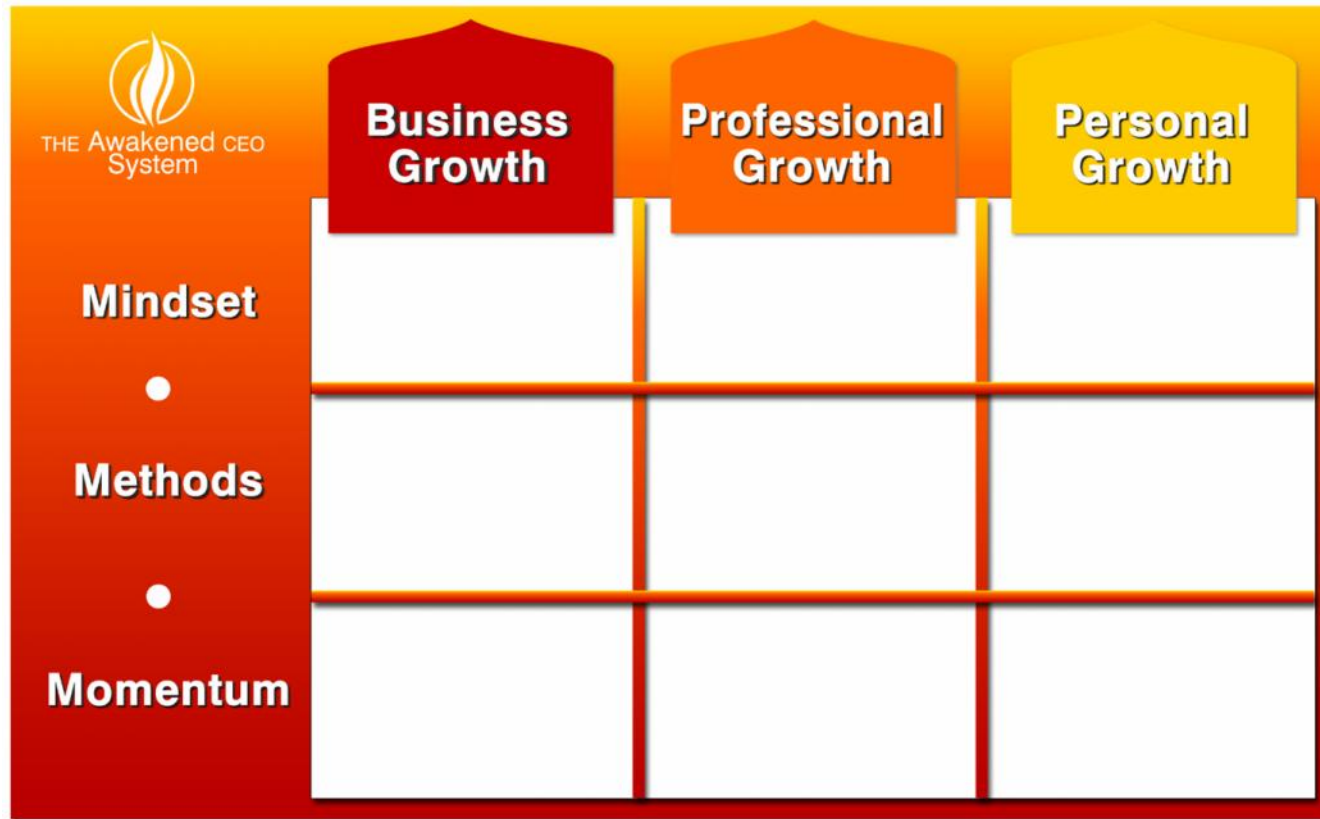 THE Awakened CEO
System
Business
Growth
Professional
Growth
Personal
Growth
Mindset
Methods
Momentum